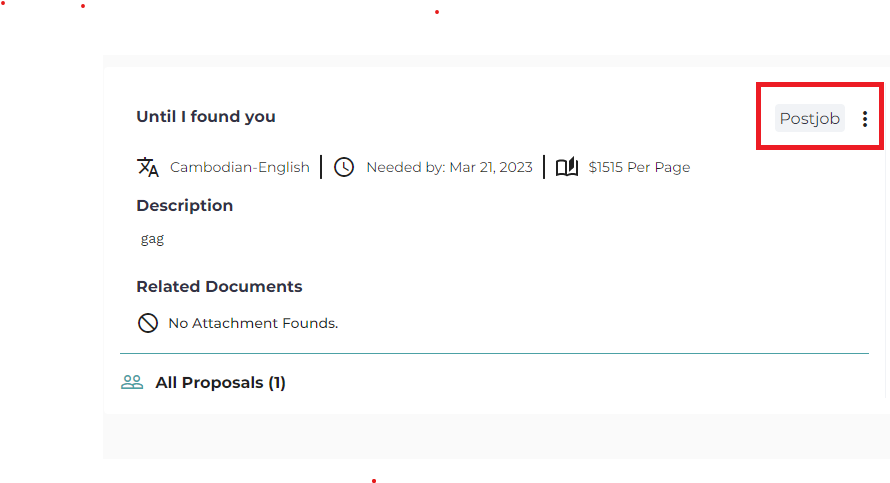 Until I found you
Postjob
Cambodian-English
Needed by: Mar 21, 2023
$1515 Per Page
Description
gag
Related Documents
No Attachment Founds.
All Proposals (1)